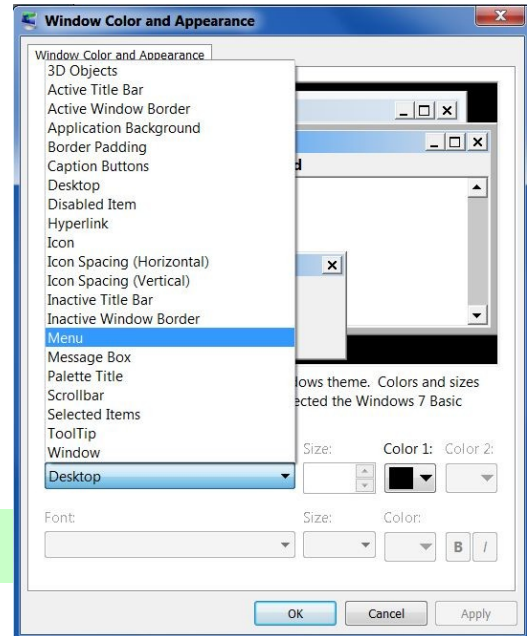 Window Color and Appearance
Window Color and Appearance
3D Objects
Active Title Bar
Active Window Border
Application Background
Border Padding
Caption Buttons
Desktop
Disabled Item
Hyperlink
Icon
Icon Spacing (Horizontal)
Icon Spacing (Vertical)
Inactive Title Bar
Inactive Window Border
Menu
Message Box
Palette Title
Scrollbar
Selected Items
ToolTip
Window
theme. Colors and sizes
the Windows 7 Basic
Size: Color 1: Color 2:
Desktop
Font: Size: Color:
B I
OK Cancel Apply